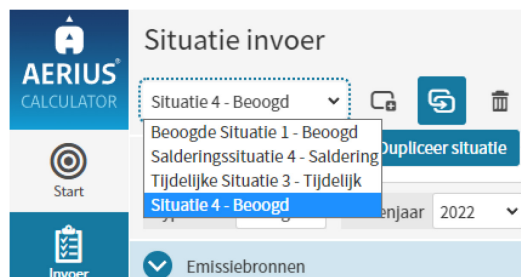 Situatie invoer
AERIUS®
CALCULATOR
Situatie 4 - Beoogd
Beoogde Situatie 1 - Beoogd
Salderingssituatie 4 - Saldering
Dupliceer situatie
Tijdelijke Situatie 3 - Tijdelijk
Situatie 4 - Beoogd
Start
enjaar 2022
Invoer
Emissiebronnen